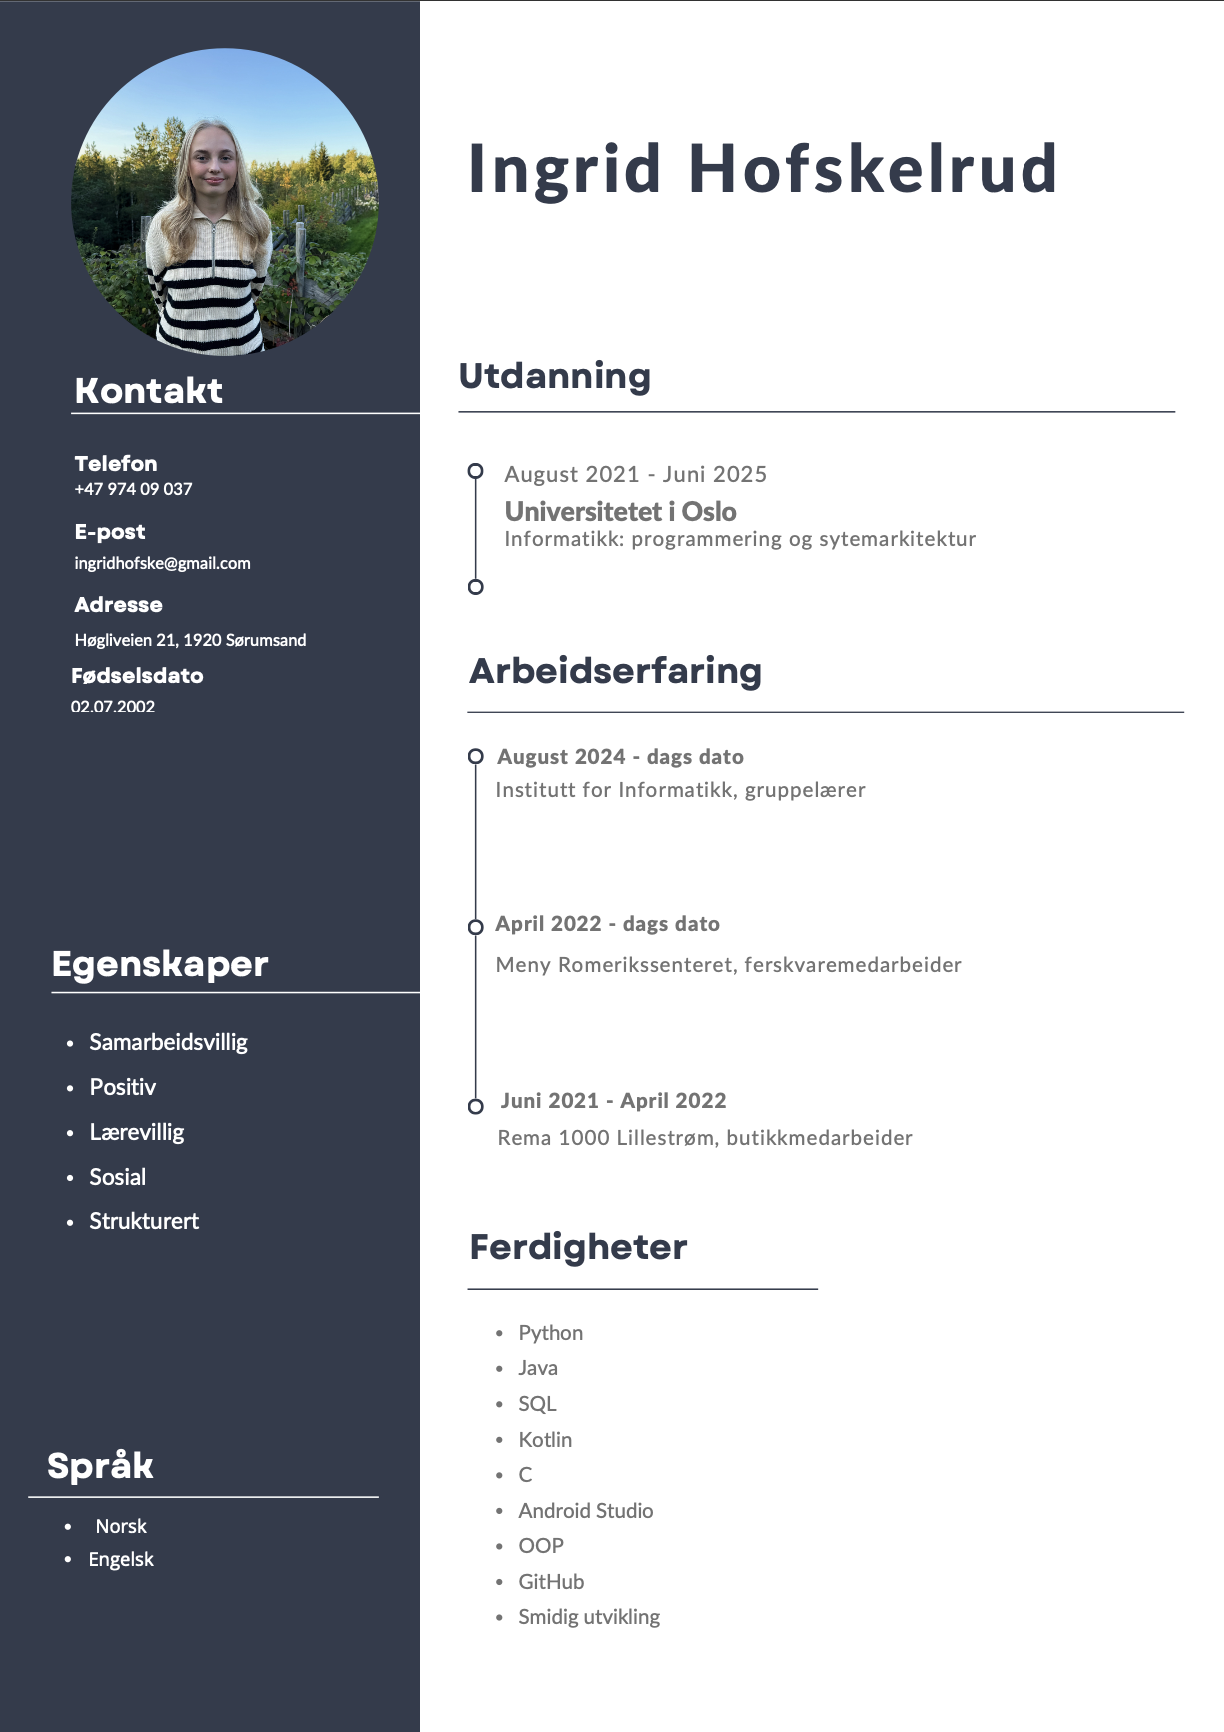 Ingrid Hofskelrud
Kontakt
Telefon
+47 974 09 037
E-post
ingridhofske@gmail.com
Adresse
Høgliveien 21, 1920 Sørumsand
Fødselsdato
02.07.2002
Egenskaper
• Samarbeidsvillig
• Positiv
• Lærevillig
• Sosial
• Strukturert
Språk
• Norsk
• Engelsk
Utdanning
August 2021 - Juni 2025
Universitetet i Oslo
Informatikk: programmering og sytemarkitektur
Arbeidserfaring
August 2024 - dags dato
Institutt for Informatikk, gruppelærer
April 2022 - dags dato
Meny Romerikssenteret, ferskvaremedarbeider
Juni 2021 - April 2022
Rema 1000 Lillestrøm, butikkmedarbeider
Ferdigheter
• Python
• Java
• SQL
• Kotlin
• C
• Android Studio
• OOP
• GitHub
• Smidig utvikling